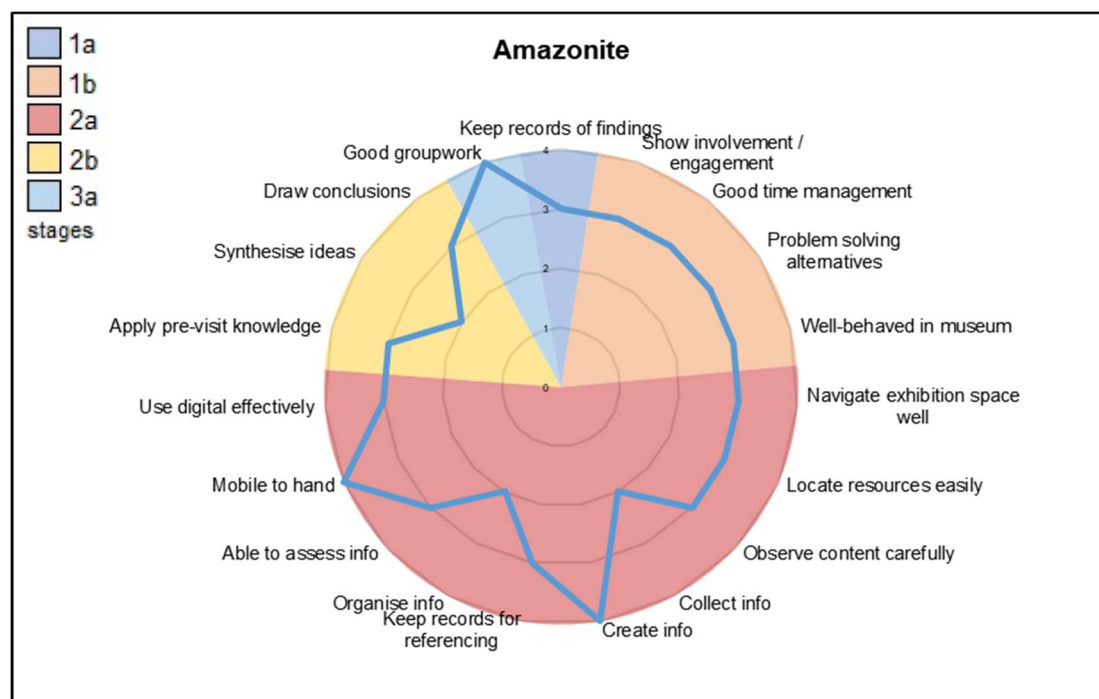 1a
1b
2a
2b
3a
stages
Amazonite
Keep records of findings
Show involvement /
engagement
Good time management
Problem solving
alternatives
Well-behaved in museum
Navigate exhibition space
well
Locate resources easily
Observe content carefully
Collect info
Create info
Keep records for
referencing
Organise info
Able to assess info
Mobile to hand
Use digital effectively
Apply pre-visit knowledge
Synthesise ideas
Draw conclusions
Good groupwork
4
3
2
1
0